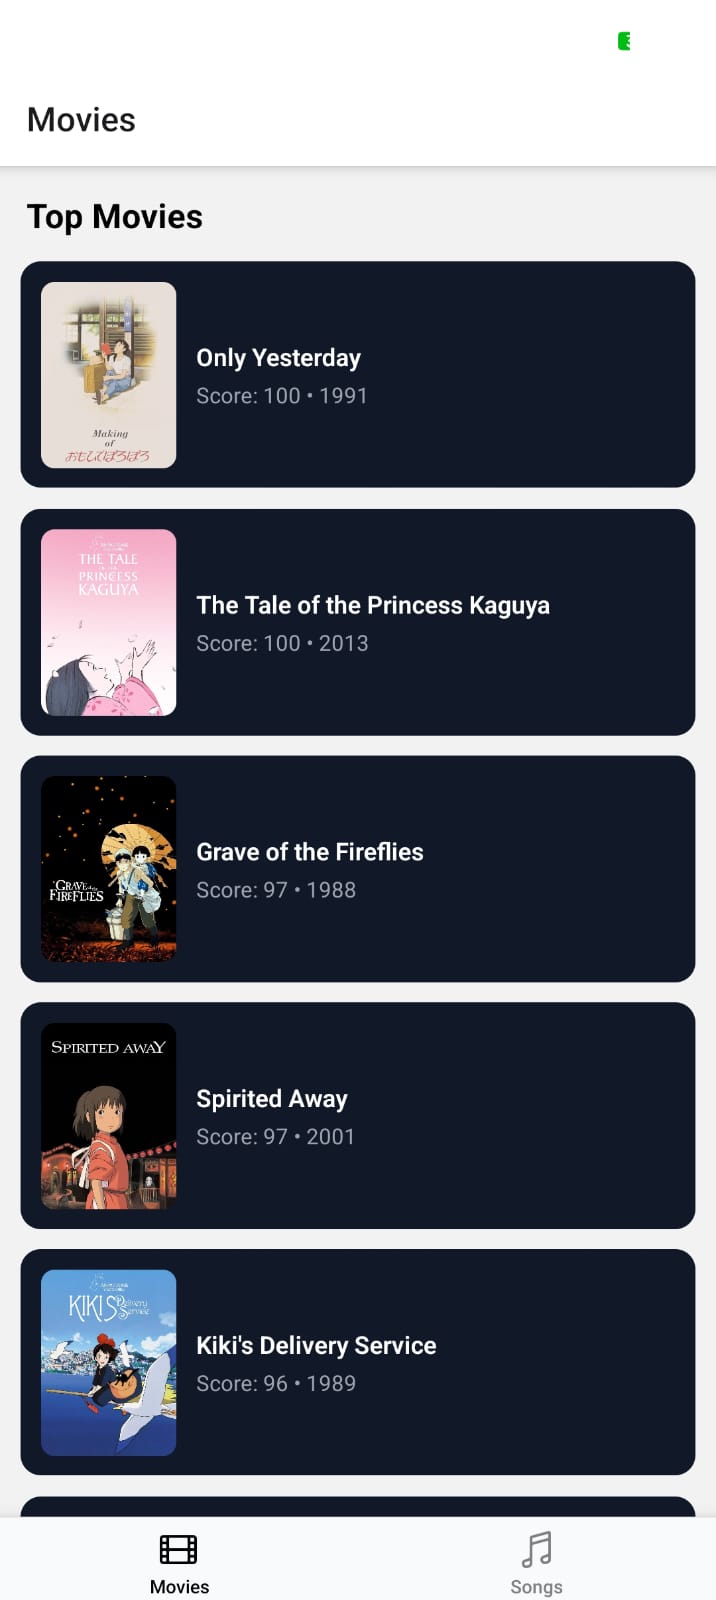 Movies
Top Movies
Making
of
おもひでぽろぽろ
Only Yesterday
Score: 100 • 1991
THE TALE
PRINCESS
KAGUYA
The Tale of the Princess Kaguya
Score: 100 • 2013
GRAVE of the
FIREFLIES
Grave of the Fireflies
Score: 97 • 1988
SPIRITED AWAY
Spirited Away
Score: 97 • 2001
KIKI'S Delivery
Service
Kiki's Delivery Service
Score: 96 • 1989
Movies
Songs